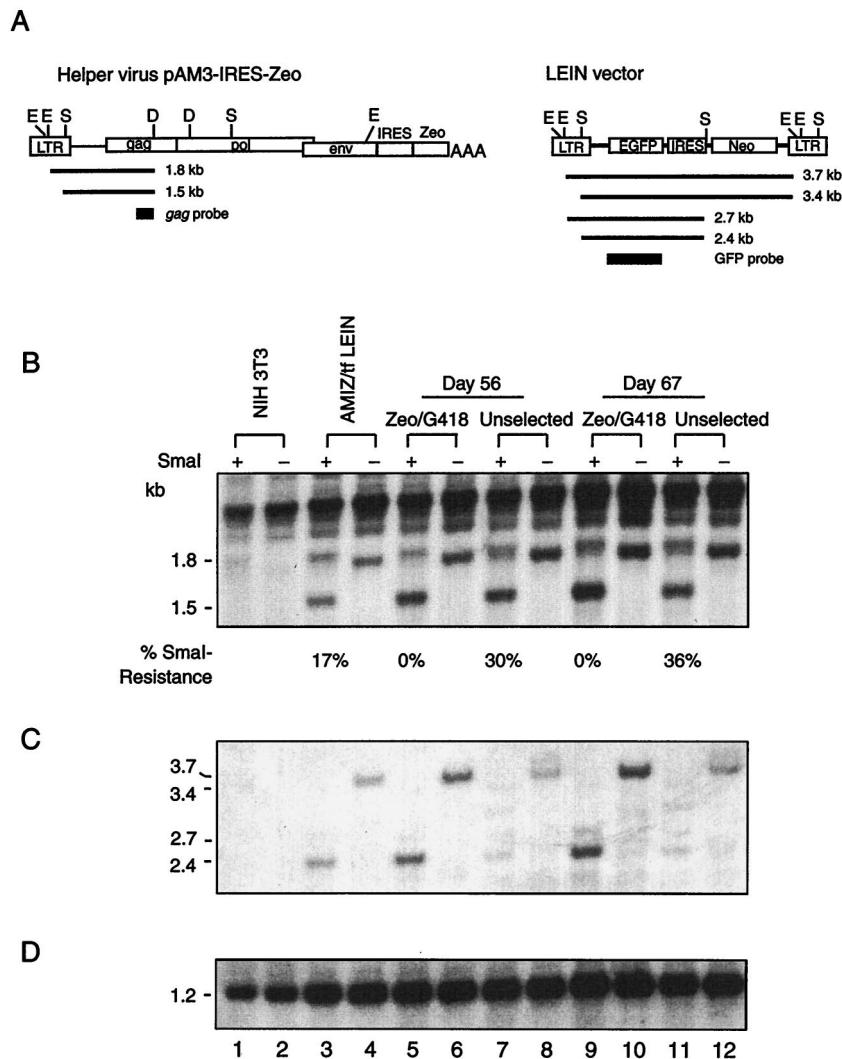 A
Helper virus pAM3-IRES-Zeo
LEIN vector
E E S D D S E
IRES Zeo
LTR gag pol env AAA
1.8 kb
1.5 kb
gag probe
E E S S E E S
LTR EGFP IRES Neo LTR
3.7 kb
3.4 kb
2.7 kb
2.4 kb
GFP probe
B
NIH 3T3
AMIZ/tf LEIN
Day 56
Day 67
Zeo/G418 Unselected Zeo/G418 Unselected
SmaI + – + – + – + – + – + –
kb
1.8 -
1.5 -
% SmaI-
Resistance
17% 0% 30% 0% 36%
C
3.7
3.4
2.7
2.4
D
1.2 -
1 2 3 4 5 6 7 8 9 10 11 12